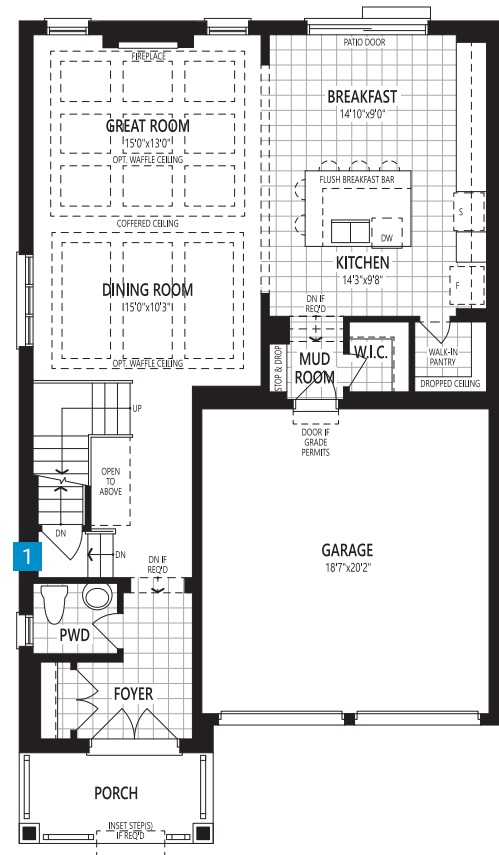 PATIO DOOR
FIREPLACE
BREAKFAST
14'10"x9'0"
GREAT ROOM
15'0"x13'0"
OPT. WAFFLE CEILING
FLUSH BREAKFAST BAR
S
COFFERED CEILING
DW
KITCHEN
14'3"x9'8"
F
DINING ROOM
15'0"x10'3"
DN IF
REQ'D
OPT. WAFFLE CEILING
STOP & DROP
MUD
ROOM
W.I.C.
WALK-IN
PANTRY
DROPPED CEILING
UP
DOOR IF
GRADE
PERMITS
OPEN
TO
ABOVE
DN
1
DN
DN IF
REQ'D
GARAGE
18'7"x20'2"
PWD
FOYER
PORCH
INSET STEP(S)
IF REQ'D